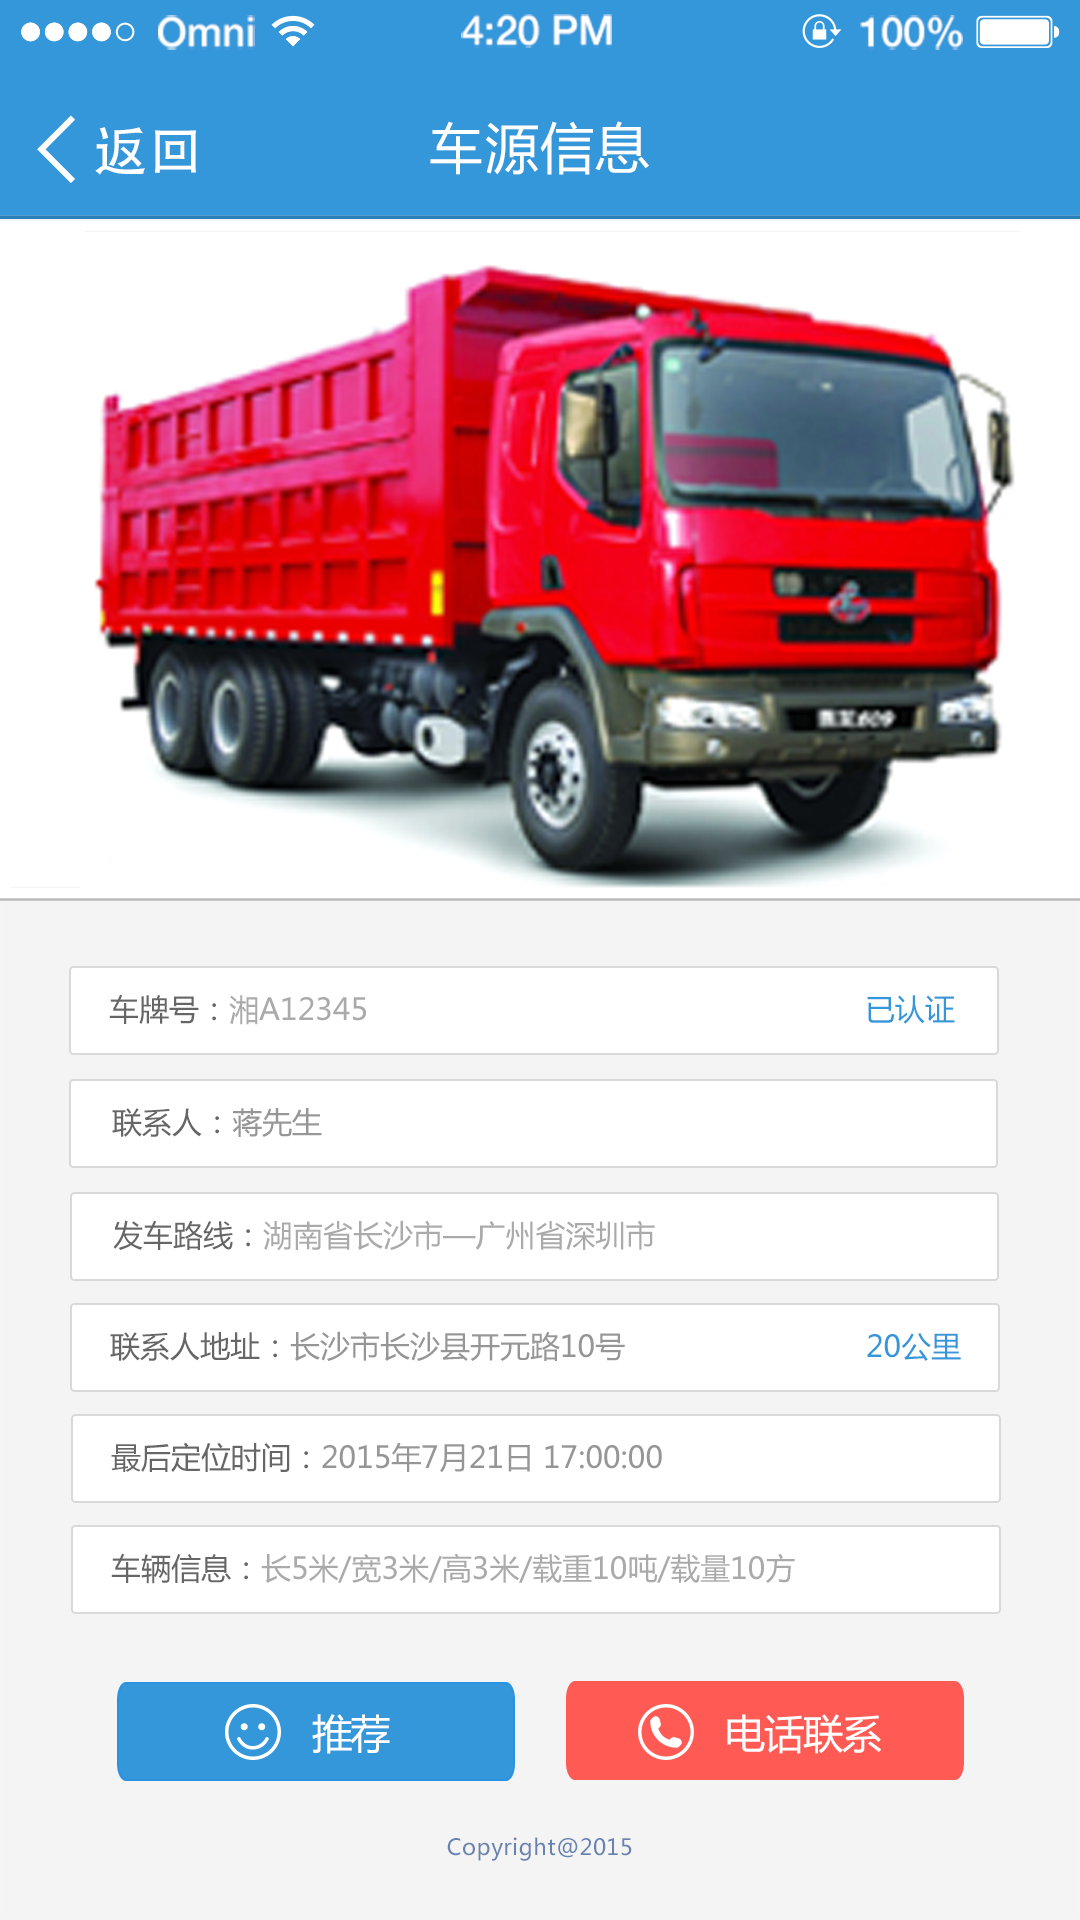 Omni 4:20 PM 100%
返回 车源信息
609
车牌号：湘A12345 已认证
联系人：蒋先生
发车路线：湖南省长沙市—广州省深圳市
联系人地址：长沙市长沙县开元路10号 20公里
最后定位时间：2015年7月21日 17:00:00
车辆信息：长5米/宽3米/高3米/载重10吨/载量10方
推荐 电话联系
Copyright@2015